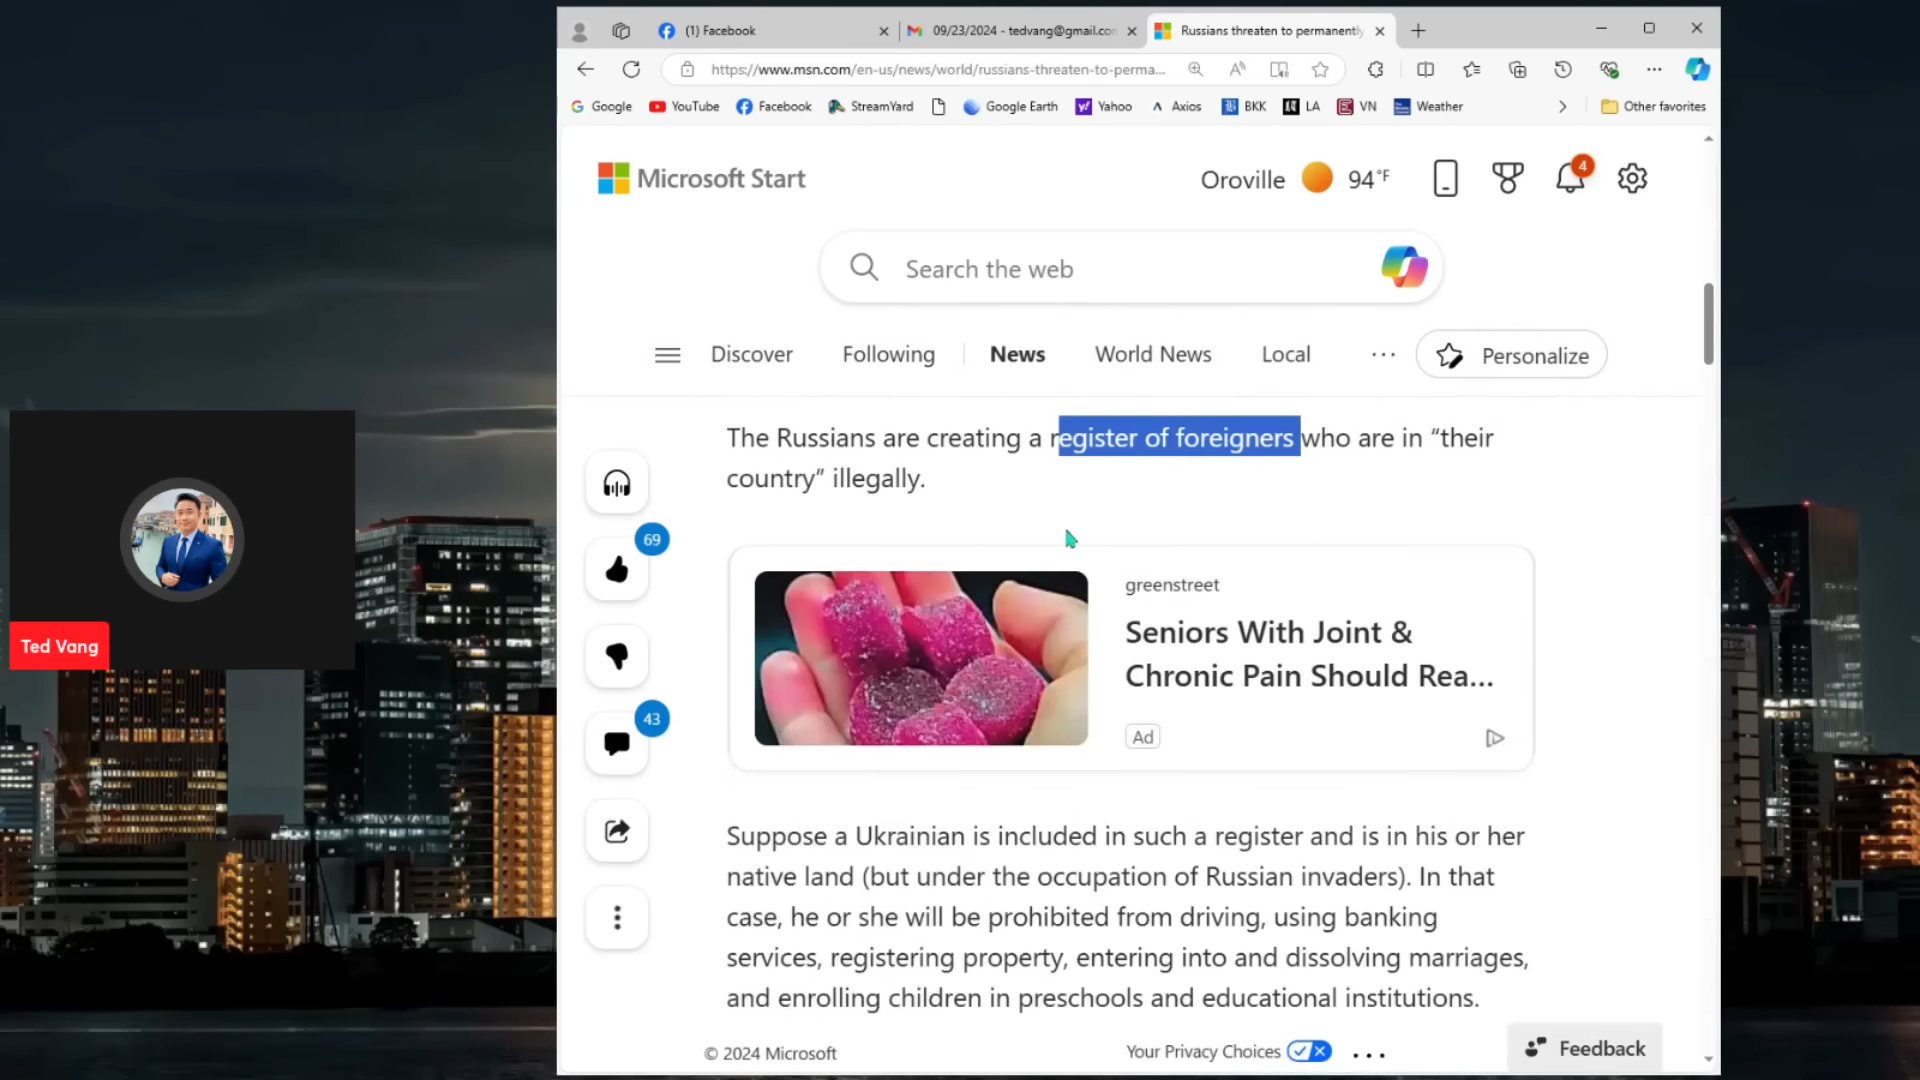 (1) Facebook
09/23/2024 - tedvang@gmail.con
Russians threaten to permanently
https://www.msn.com/en-us/news/world/russians-threaten-to-perma...
Google YouTube Facebook StreamYard Google Earth Yahoo Axios BKK LA VN Weather Other favorites
Microsoft Start
Oroville 94°F
4
Search the web
Discover Following News World News Local ... Personalize
The Russians are creating a register of foreigners who are in “their
country” illegally.
69
greenstreet
Seniors With Joint &
Chronic Pain Should Rea...
Ted Vang
43
Ad
Suppose a Ukrainian is included in such a register and is in his or her
native land (but under the occupation of Russian invaders). In that
case, he or she will be prohibited from driving, using banking
services, registering property, entering into and dissolving marriages,
and enrolling children in preschools and educational institutions.
© 2024 Microsoft
Your Privacy Choices
...
Feedback